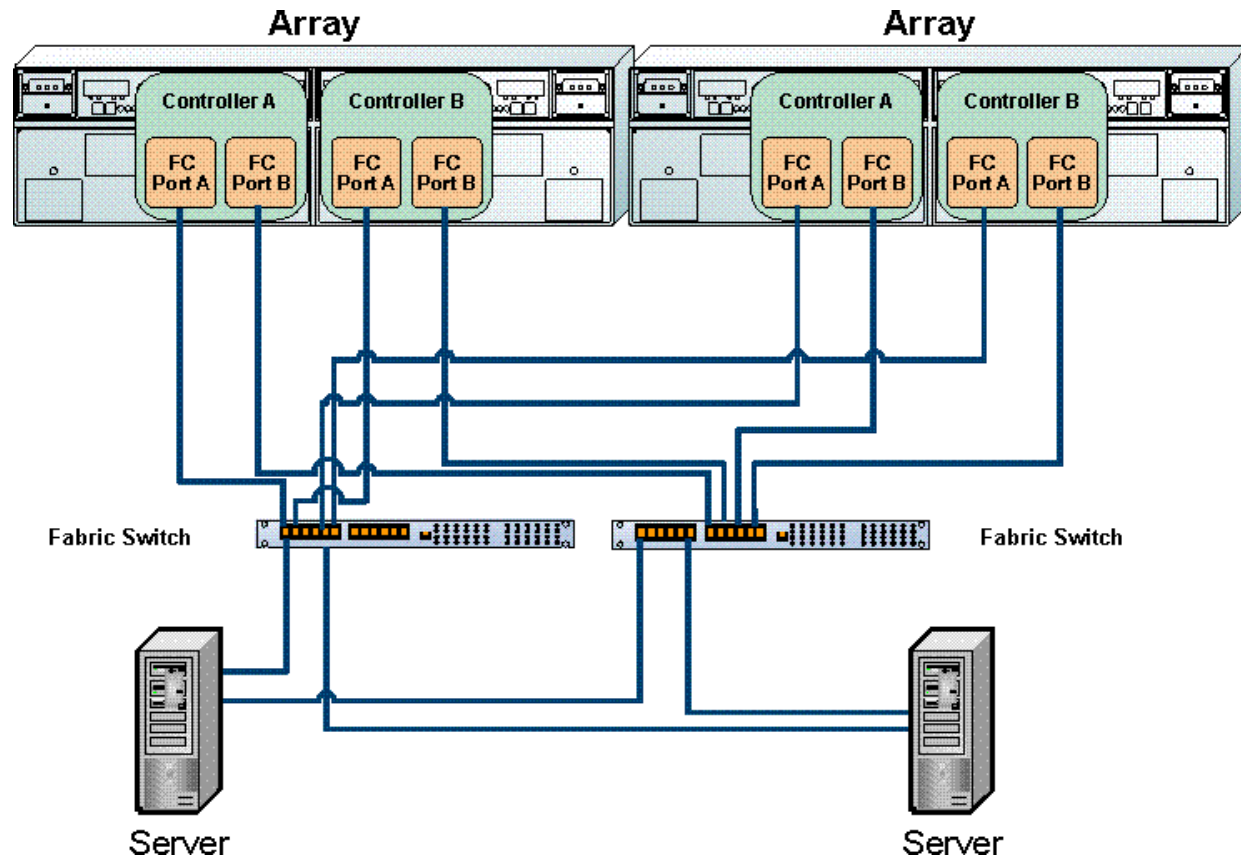 Array
Array
Controller A
Controller B
Controller A
Controller B
FC
Port A
FC
Port B
FC
Port A
FC
Port B
FC
Port A
FC
Port B
FC
Port A
FC
Port B
Fabric Switch
Fabric Switch
Server
Server